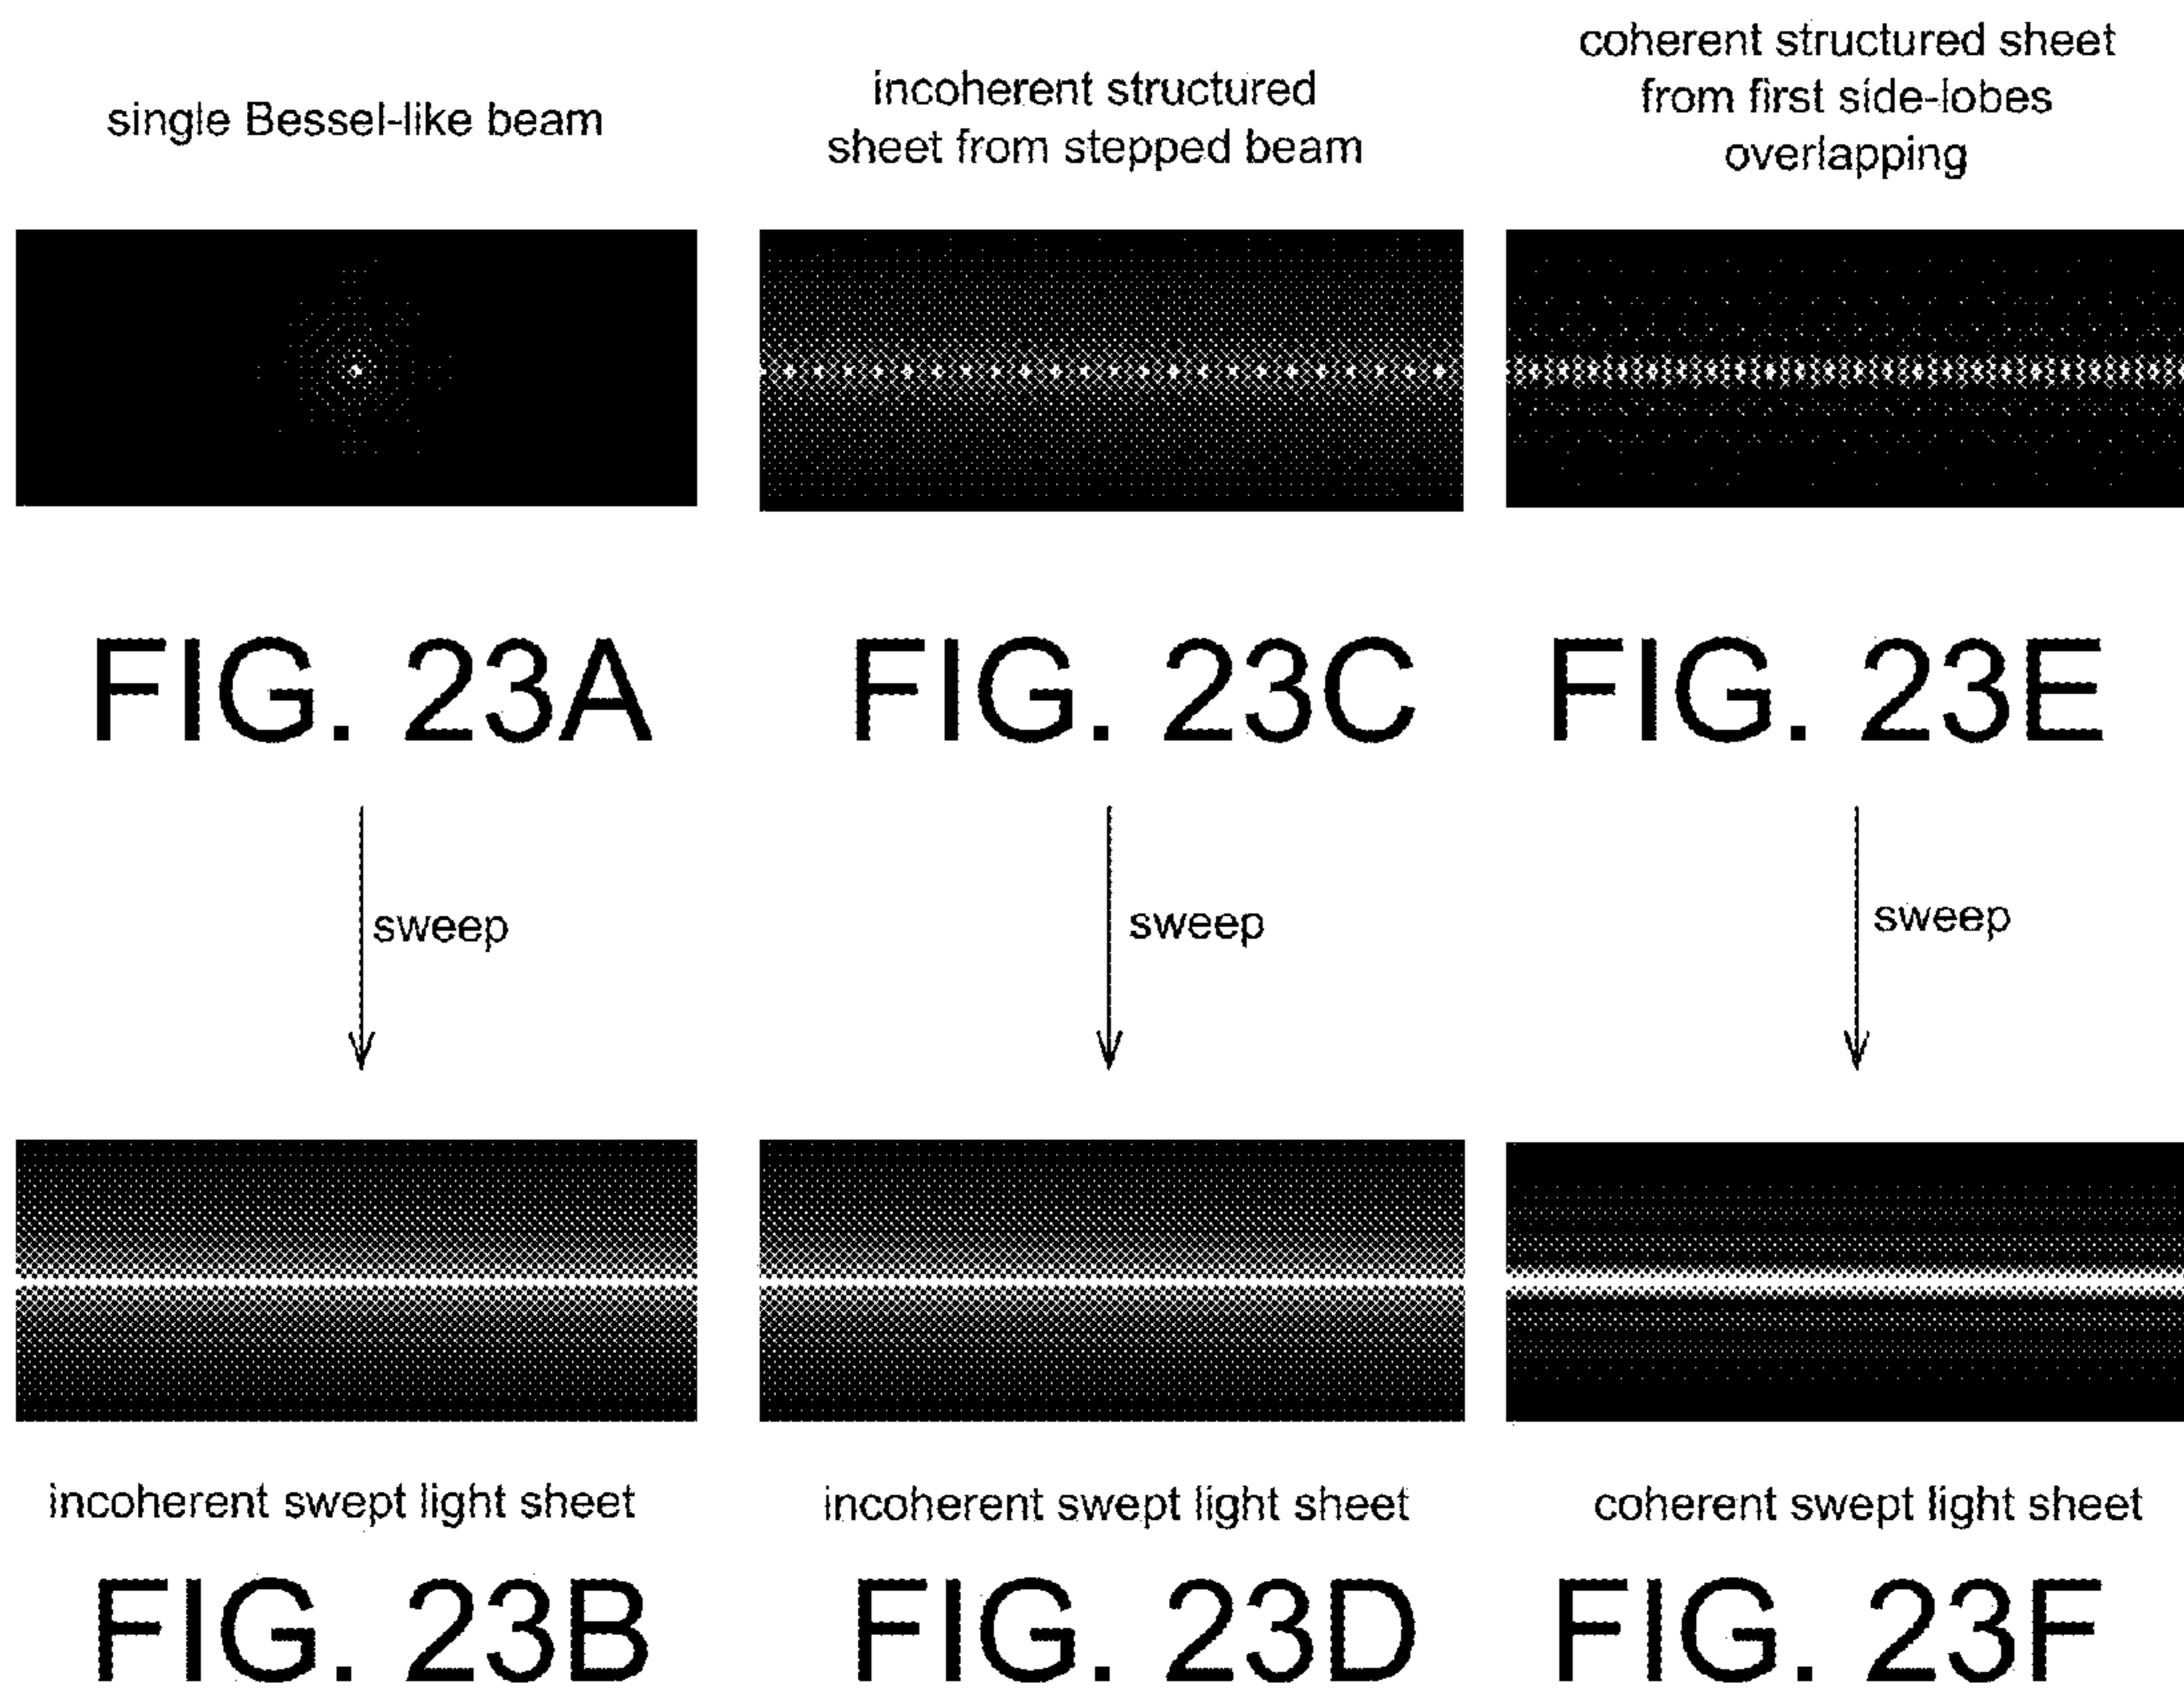 single Bessel-like beam
incoherent structured
sheet from stepped beam
coherent structured sheet
from first side-lobes
overlapping
FIG. 23A
FIG. 23C
FIG. 23E
sweep
sweep
sweep
incoherent swept light sheet
incoherent swept light sheet
coherent swept light sheet
FIG. 23B
FIG. 23D
FIG. 23F